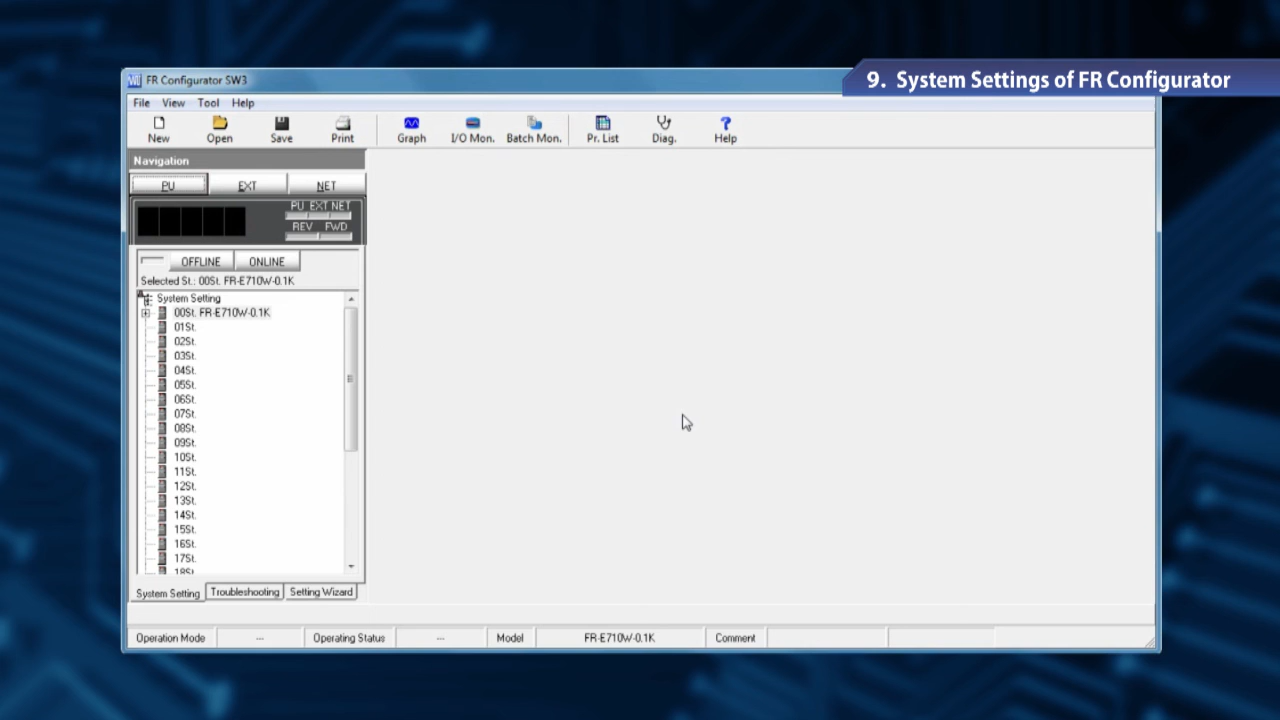 9. System Settings of FR Configurator
FR Configurator SW3
File View Tool Help
New Open Save Print Graph I/O Mon. Batch Mon. Pr. List Diag. Help
Navigation
PU EXT NET
PU EXT NET
REV FWD
OFFLINE ONLINE
Selected St.: 00St. FR-E710W-0.1K
System Setting
00St. FR-E710W-0.1K
01St.
02St.
03St.
04St.
05St.
06St.
07St.
08St.
09St.
10St.
11St.
12St.
13St.
14St.
15St.
16St.
17St.
18St.
System Setting Troubleshooting Setting Wizard
Operation Mode --- Operating Status --- Model FR-E710W-0.1K Comment